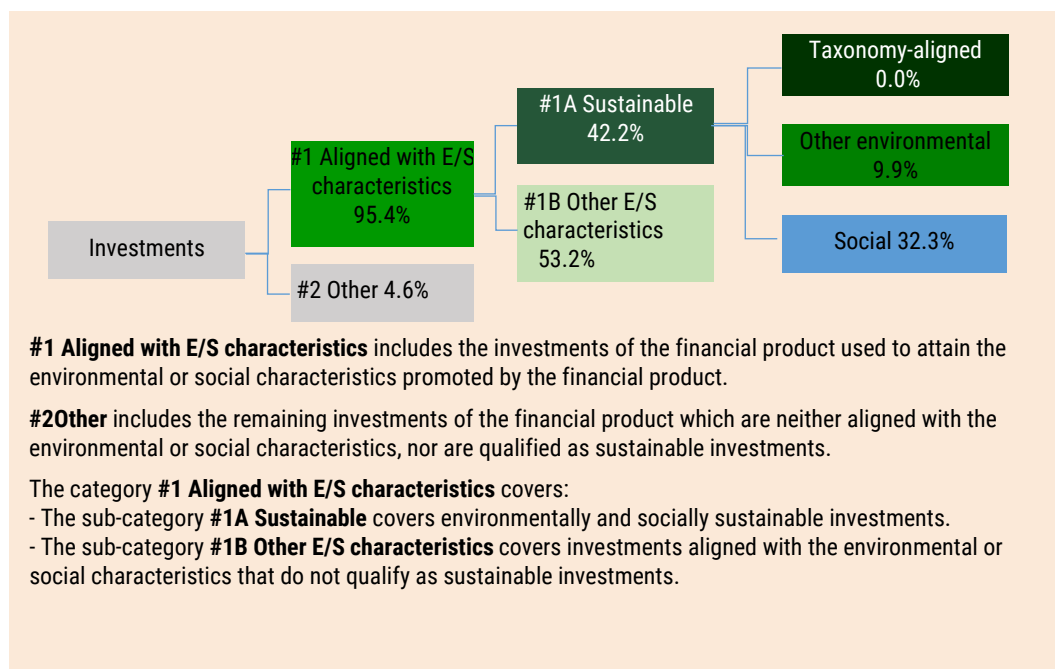 Taxonomy-aligned
0.0%
#1A Sustainable
42.2%
Other environmental
9.9%
#1 Aligned with E/S
characteristics
95.4%
#1B Other E/S
characteristics
53.2%
Social 32.3%
Investments
#2 Other 4.6%
#1 Aligned with E/S characteristics includes the investments of the financial product used to attain the
environmental or social characteristics promoted by the financial product.
#2Other includes the remaining investments of the financial product which are neither aligned with the
environmental or social characteristics, nor are qualified as sustainable investments.
The category #1 Aligned with E/S characteristics covers:
- The sub-category #1A Sustainable covers environmentally and socially sustainable investments.
- The sub-category #1B Other E/S characteristics covers investments aligned with the environmental or
social characteristics that do not qualify as sustainable investments.